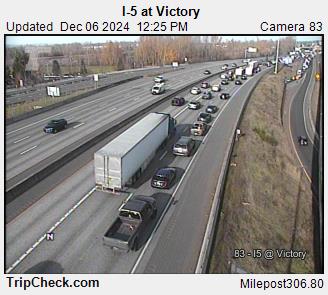 I-5 at Victory
Updated Dec 06 2024 12:25 PM Camera 83
N
83 - I5 @ Victory
TripCheck.com Milepost306.80